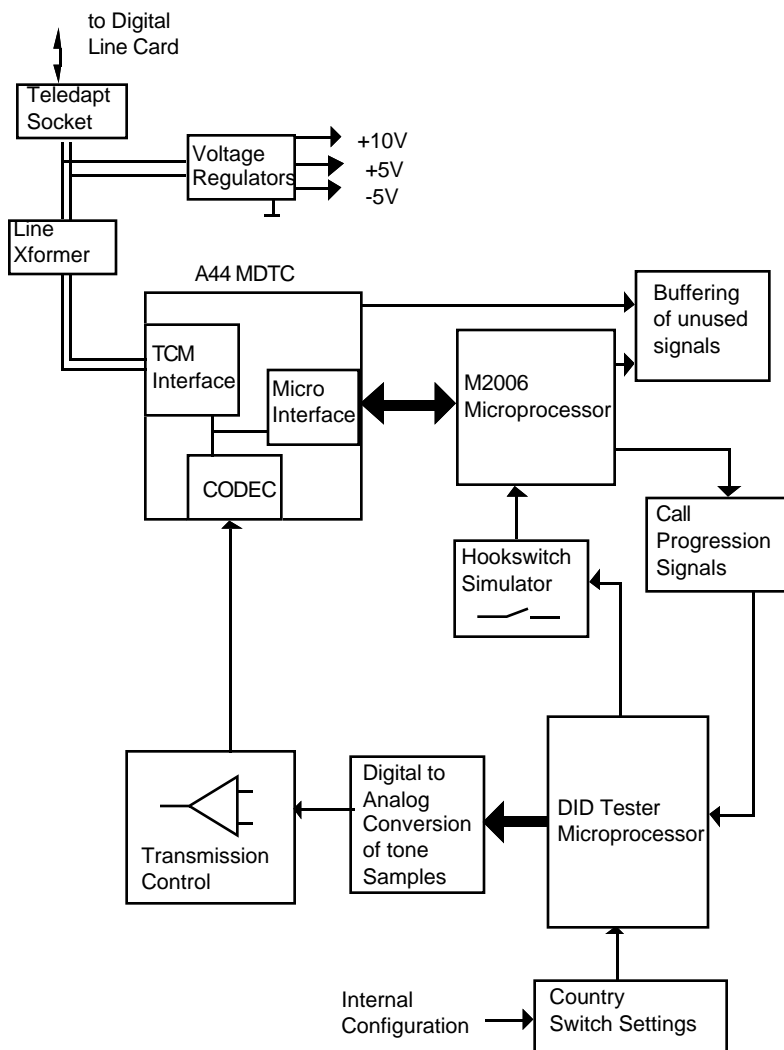 to Digital
Line Card
Teledapt
Socket
Voltage
Regulators
+10V
+5V
-5V
Line
Xformer
A44 MDTC
TCM
Interface
Micro
Interface
CODEC
M2006
Microprocessor
Buffering
of unused
signals
Hookswitch
Simulator
Call
Progression
Signals
Transmission
Control
Digital to
Analog
Conversion
of tone
Samples
DID Tester
Microprocessor
Internal
Configuration
Country
Switch Settings